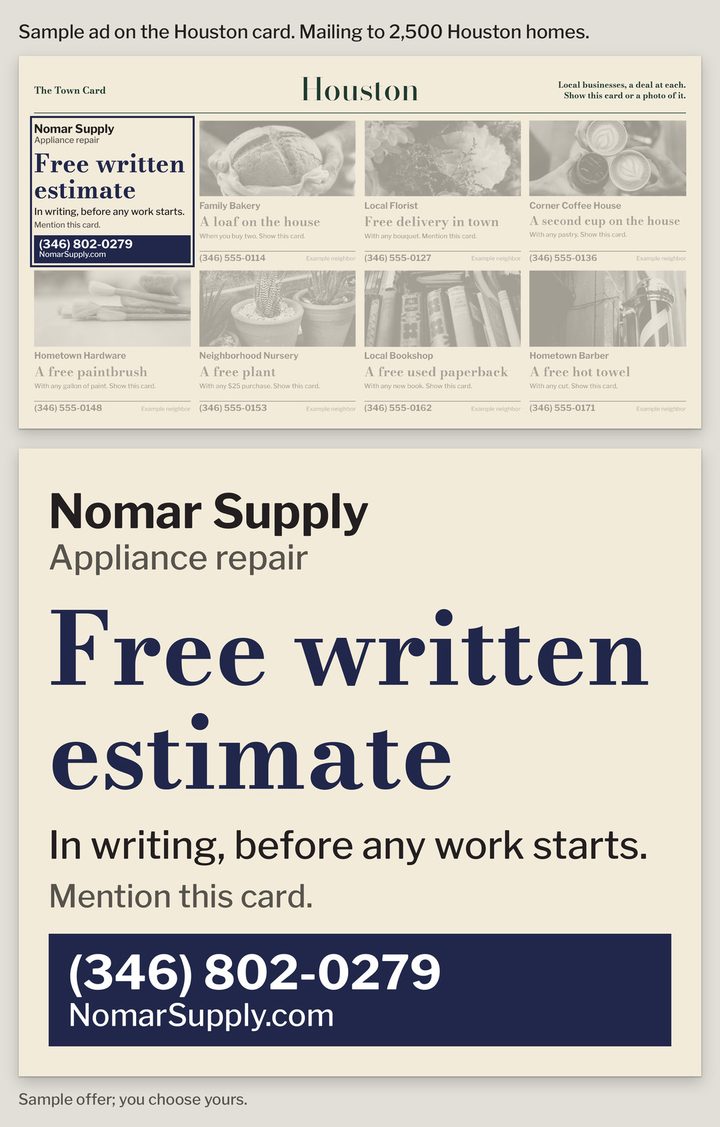 Sample ad on the Houston card. Mailing to 2,500 Houston homes.
The Town Card
Houston
Local businesses, a deal at each.
Show this card or a photo of it.
Nomar Supply
Appliance repair
Free written
estimate
In writing, before any work starts.
Mention this card.
(346) 802-0279
NomarSupply.com
Family Bakery
A loaf on the house
When you buy two. Show this card.
(346) 555-0114
Example neighbor
Local Florist
Free delivery in town
With any bouquet. Mention this card.
(346) 555-0127
Example neighbor
Corner Coffee House
A second cup on the house
With any pastry. Show this card.
(346) 555-0136
Example neighbor
Hometown Hardware
A free paintbrush
With any gallon of paint. Show this card.
(346) 555-0148
Example neighbor
Neighborhood Nursery
A free plant
With any $25 purchase. Show this card.
(346) 555-0153
Example neighbor
Local Bookshop
A free used paperback
With any new book. Show this card.
(346) 555-0162
Example neighbor
Hometown Barber
A free hot towel
With any cut. Show this card.
(346) 555-0171
Example neighbor
Nomar Supply
Appliance repair
Free written
estimate
In writing, before any work starts.
Mention this card.
(346) 802-0279
NomarSupply.com
Sample offer; you choose yours.